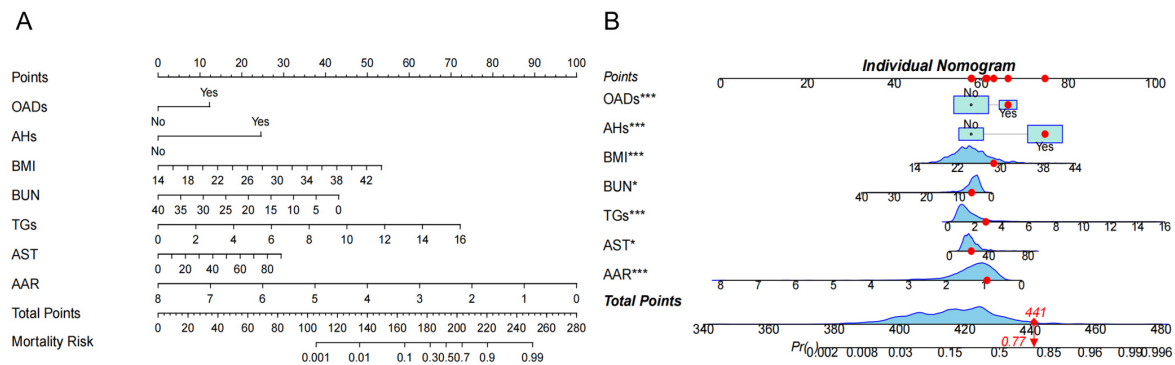 A
0 10 20 30 40 50 60 70 80 90 100
Points
Yes
OADs
No Yes
AHs
No
BMI
14 18 22 26 30 34 38 42
BUN
40 35 30 25 20 15 10 5 0
TGs
0 2 4 6 8 10 12 14 16
AST
0 20 40 60 80
AAR
8 7 6 5 4 3 2 1 0
Total Points
0 20 40 60 80 100 120 140 160 180 200 220 240 260 280
Mortality Risk
0.001 0.01 0.1 0.30.50.7 0.9 0.99
B
Individual Nomogram
Points
0 20 40 60 80 100
No
OADs***
Yes
No
AHs***
Yes
BMI***
14 22 30 38 44
BUN*
40 30 20 10 0
TGs***
0 2 4 6 8 10 12 14 16
AST*
0 40 80
AAR***
8 7 6 5 4 3 2 1 0
Total Points
441
340 360 380 400 420 440 460 480
0.77
Pr( )
0.002 0.008 0.03 0.15 0.5 0.85 0.96 0.990.996